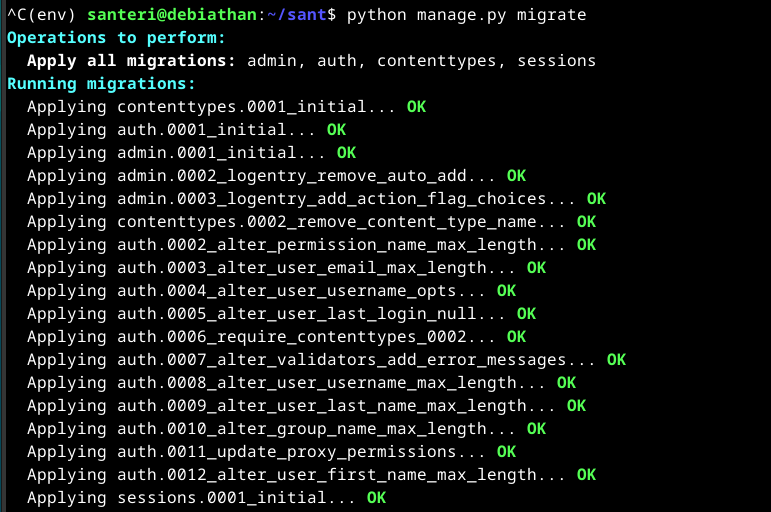 ^C(env) santeri@debiathan:~/sant$ python manage.py migrate
Operations to perform:
  Apply all migrations: admin, auth, contenttypes, sessions
Running migrations:
  Applying contenttypes.0001_initial... OK
  Applying auth.0001_initial... OK
  Applying admin.0001_initial... OK
  Applying admin.0002_logentry_remove_auto_add... OK
  Applying admin.0003_logentry_add_action_flag_choices... OK
  Applying contenttypes.0002_remove_content_type_name... OK
  Applying auth.0002_alter_permission_name_max_length... OK
  Applying auth.0003_alter_user_email_max_length... OK
  Applying auth.0004_alter_user_username_opts... OK
  Applying auth.0005_alter_user_last_login_null... OK
  Applying auth.0006_require_contenttypes_0002... OK
  Applying auth.0007_alter_validators_add_error_messages... OK
  Applying auth.0008_alter_user_username_max_length... OK
  Applying auth.0009_alter_user_last_name_max_length... OK
  Applying auth.0010_alter_group_name_max_length... OK
  Applying auth.0011_update_proxy_permissions... OK
  Applying auth.0012_alter_user_first_name_max_length... OK
  Applying sessions.0001_initial... OK